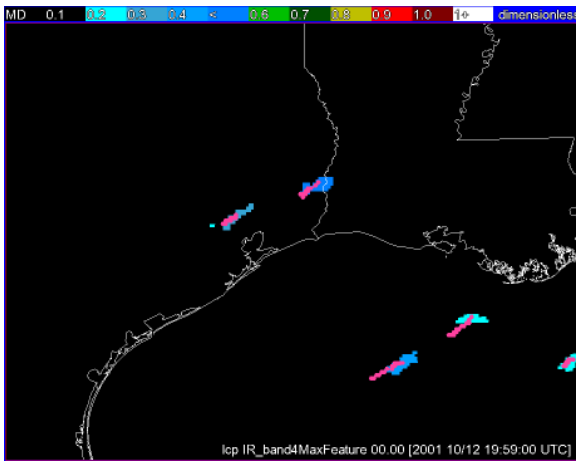 MD 0.1 0.2 0.3 0.4 < 0.6 0.7 0.8 0.9 1.0 1+ dimensionless
lcp IR_band4MaxFeature 00.00 [2001 10/12 19:59:00 UTC]